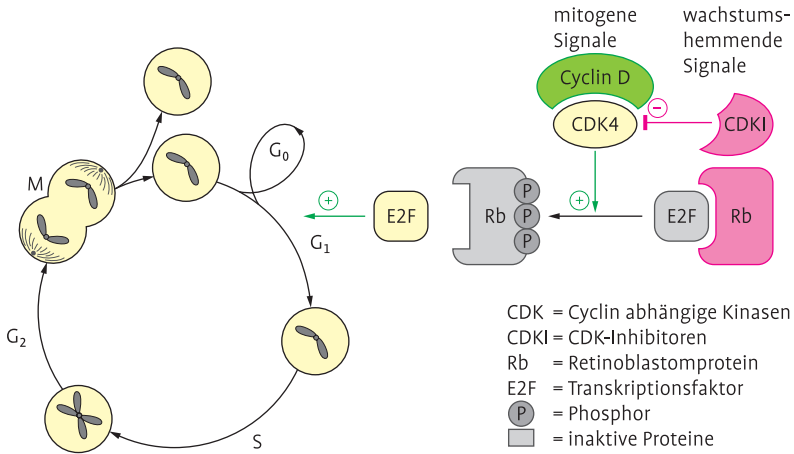 mitogene
Signale
wachstums-
hemmende
Signale
Cyclin D
CDK4
−
CDKI
G0
M
+
E2F
Rb
P
P
P
+
E2F
Rb
G1
G2
S
CDK = Cyclin abhängige Kinasen
CDKI = CDK-Inhibitoren
Rb = Retinoblastomprotein
E2F = Transkriptionsfaktor
P = Phosphor
= inaktive Proteine